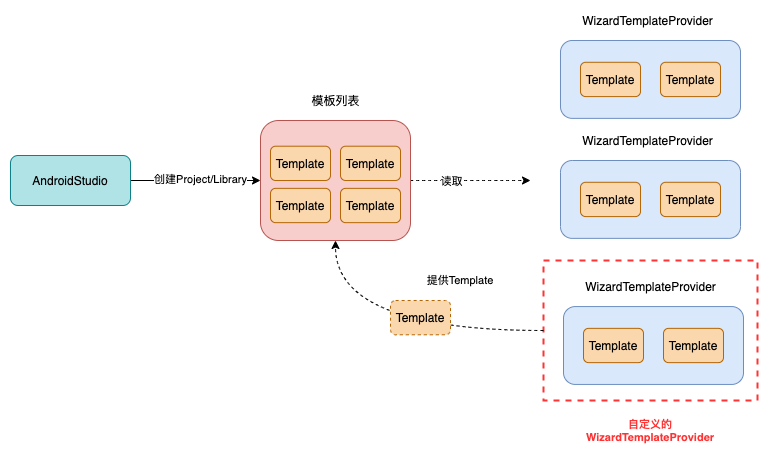 WizardTemplateProvider
Template Template
模板列表
WizardTemplateProvider
Template Template
AndroidStudio
创建Project/Library
Template Template
Template Template
读取
Template Template
提供Template
WizardTemplateProvider
Template
Template Template
自定义的
WizardTemplateProvider